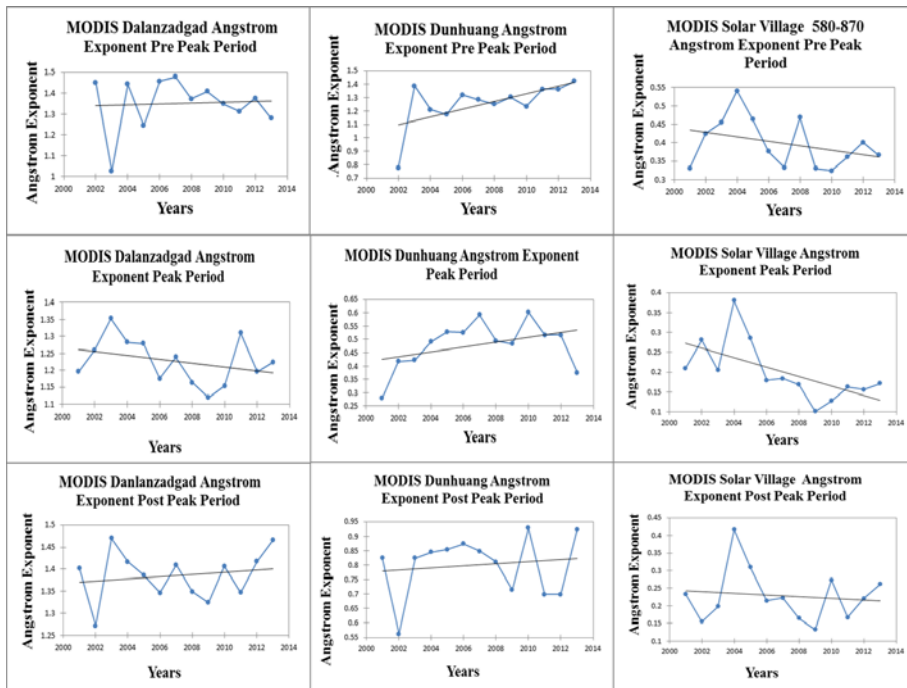 MODIS Dalanzadgad Angstrom
Exponent Pre Peak Period
Angstrom Exponent
1.5
1.4
1.3
1.2
1.1
1
2000 2002 2004 2006 2008 2010 2012 2014
Years
MODIS Dunhuang Angstrom
Exponent Pre Peak Period
Angstrom Exponent
1.5
1.4
1.3
1.2
1.1
1
0.9
0.8
0.7
2000 2002 2004 2006 2008 2010 2012 2014
Years
MODIS Solar Village 580-870
Angstrom Exponent Pre Peak
Period
Angstrom Exponent
0.55
0.5
0.45
0.4
0.35
0.3
2000 2002 2004 2006 2008 2010 2012 2014
Years
MODIS Dalanzadgad Angstrom
Exponent Peak Period
Angstrom Exponent
1.4
1.35
1.3
1.25
1.2
1.15
1.1
2000 2002 2004 2006 2008 2010 2012 2014
Years
MODIS Dunhuang Angstrom Exponent
Peak Period
Angstrom Exponent
0.65
0.6
0.55
0.5
0.45
0.4
0.35
0.3
0.25
2000 2002 2004 2006 2008 2010 2012 2014
Years
MODIS Solar Village Angstrom
Exponent Peak Period
Angstrom Exponent
0.4
0.35
0.3
0.25
0.2
0.15
0.1
2000 2002 2004 2006 2008 2010 2012 2014
Years
MODIS Danlanzadgad Angstrom
Exponent Post Peak Period
Angstrom Exponent
1.5
1.45
1.4
1.35
1.3
1.25
2000 2002 2004 2006 2008 2010 2012 2014
Years
MODIS Dunhuang Angstrom
Exponent Post Peak Period
Angstrom Exponent
0.95
0.9
0.85
0.8
0.75
0.7
0.65
0.6
0.55
2000 2002 2004 2006 2008 2010 2012 2014
Years
MODIS Solar Village Angstrom
Exponent Post Peak Period
Angstrom Exponent
0.45
0.4
0.35
0.3
0.25
0.2
0.15
0.1
2000 2002 2004 2006 2008 2010 2012 2014
Years